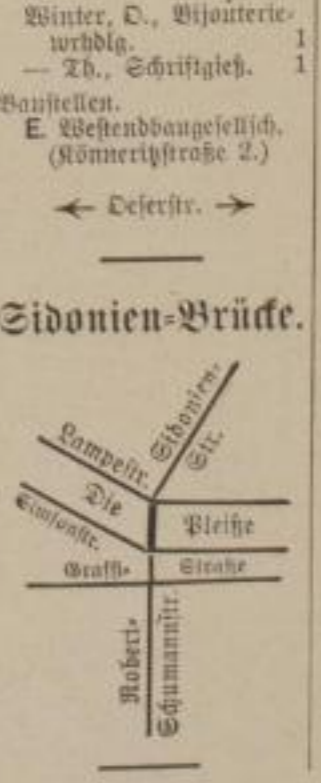 Winter, O., Bijouterie-
wrhdlg. 1
— Th., Schriftgieß. 1
Baustellen.
E. Westendbaugesellsch.
(Könneritzstraße 2.)
← Oeserstr. →
Sidonien-Brücke.
Sidonien-
Str.
Lampestr.
Die Pleiße
Simsonstr.
Grassi- Straße
Robert-
Schumannstr.